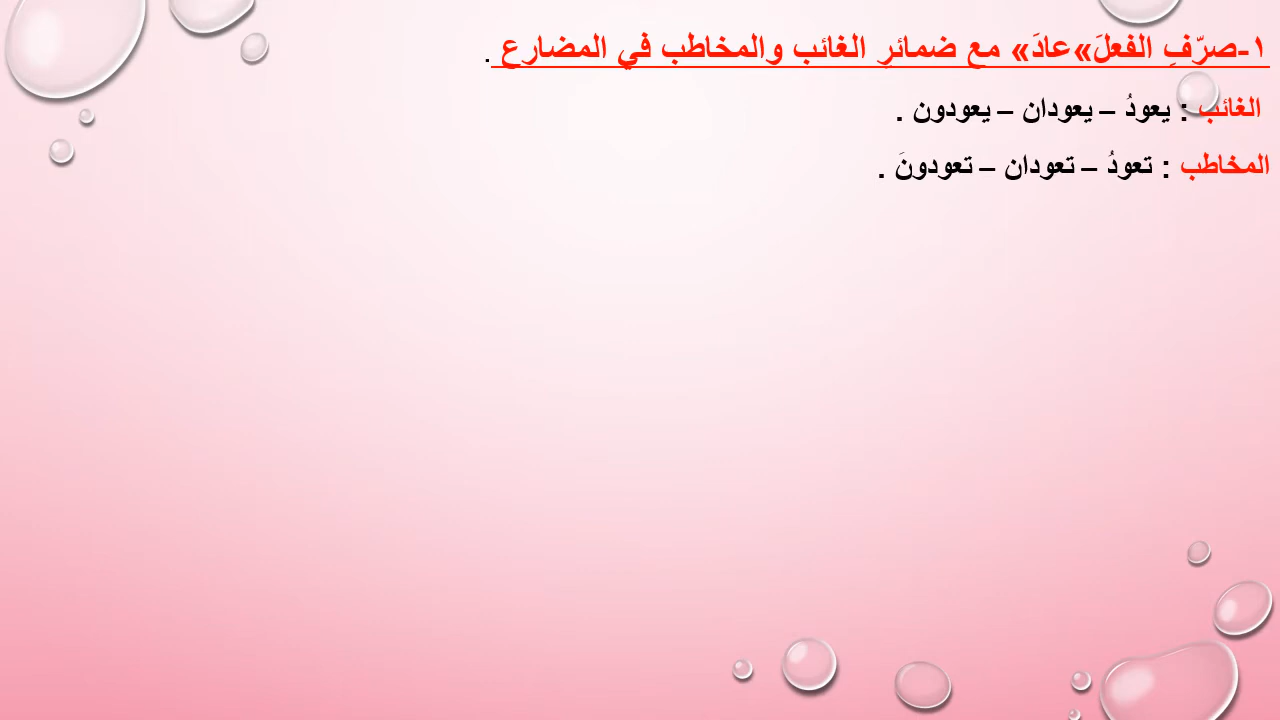 ١-صرّفِ الفعلَ»عادَ» مع ضمائرِ الغائب والمخاطب في المضارع .
الغائب : يعودُ – يعودان – يعودون .
المخاطب : تعودُ – تعودان – تعودونَ .